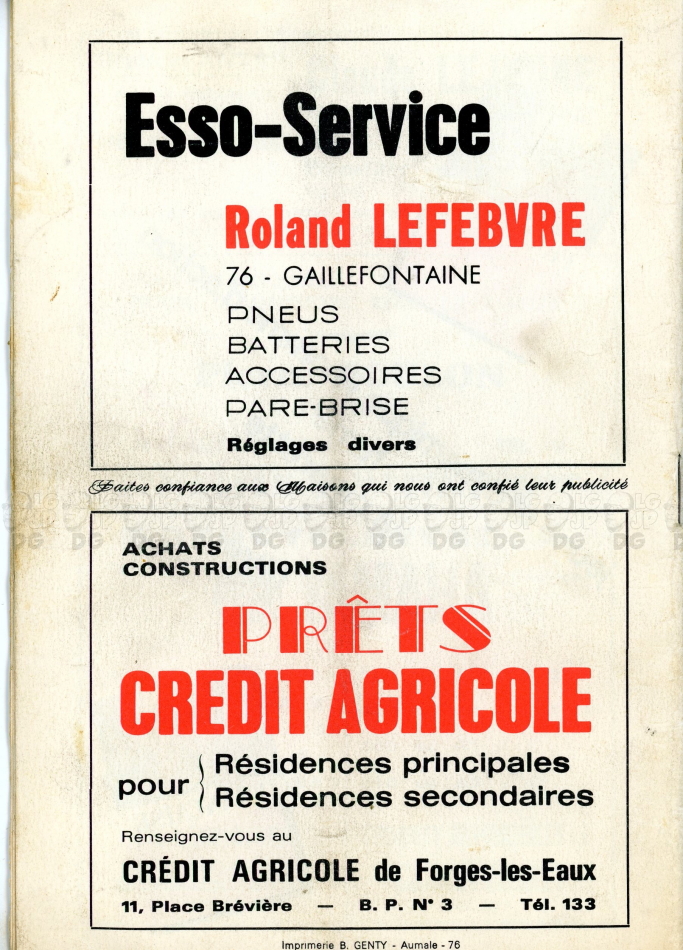 Esso-Service
Roland LEFEBVRE
76 - GAILLEFONTAINE
PNEUS
BATTERIES
ACCESSOIRES
PARE-BRISE
Réglages divers
Faites confiance aux Maisons qui nous ont confié leur publicité
ACHATS
CONSTRUCTIONS
PRÊTS
CREDIT AGRICOLE
pour
Résidences principales
Résidences secondaires
Renseignez-vous au
CRÉDIT AGRICOLE de Forges-les-Eaux
11, Place Brévière — B. P. N° 3 — Tél. 133
Imprimerie B. GENTY - Aumale - 76